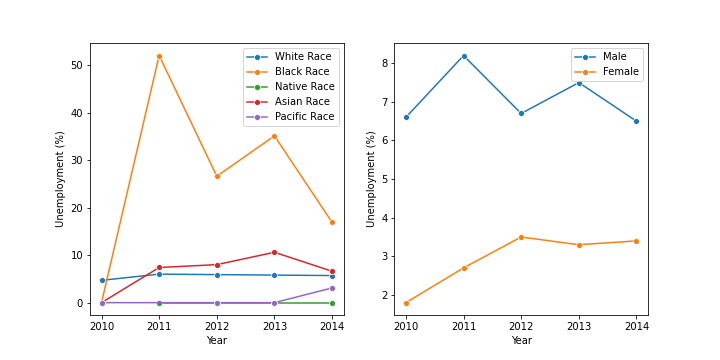 50
40
30
20
10
0
Unemployment (%)
2010 2011 2012 2013 2014
Year
White Race
Black Race
Native Race
Asian Race
Pacific Race
8
7
6
5
4
3
2
Unemployment (%)
2010 2011 2012 2013 2014
Year
Male
Female